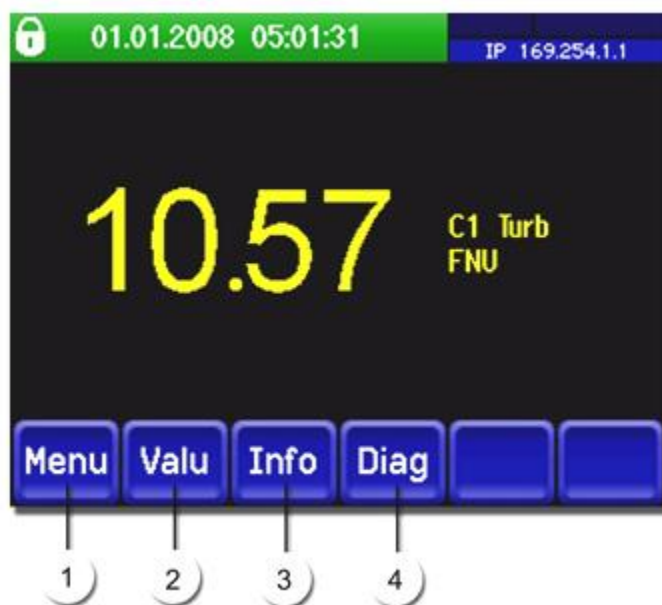 01.01.2008 05:01:31
IP 169.254.1.1
10.57
C1 Turb
FNU
Menu Valu Info Diag
1 2 3 4